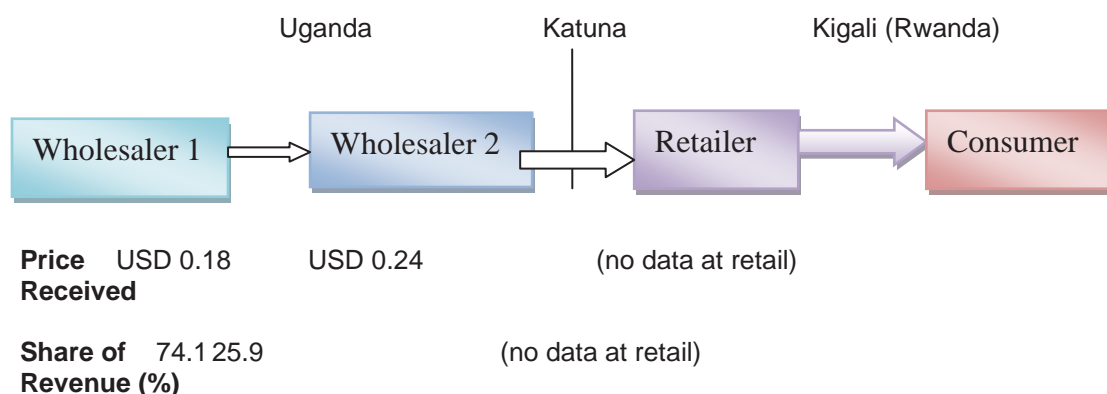 Uganda Katuna Kigali (Rwanda)
Wholesaler 1 Wholesaler 2 Retailer Consumer
Price USD 0.18 USD 0.24 (no data at retail)
Received
Share of 74.1 25.9 (no data at retail)
Revenue (%)